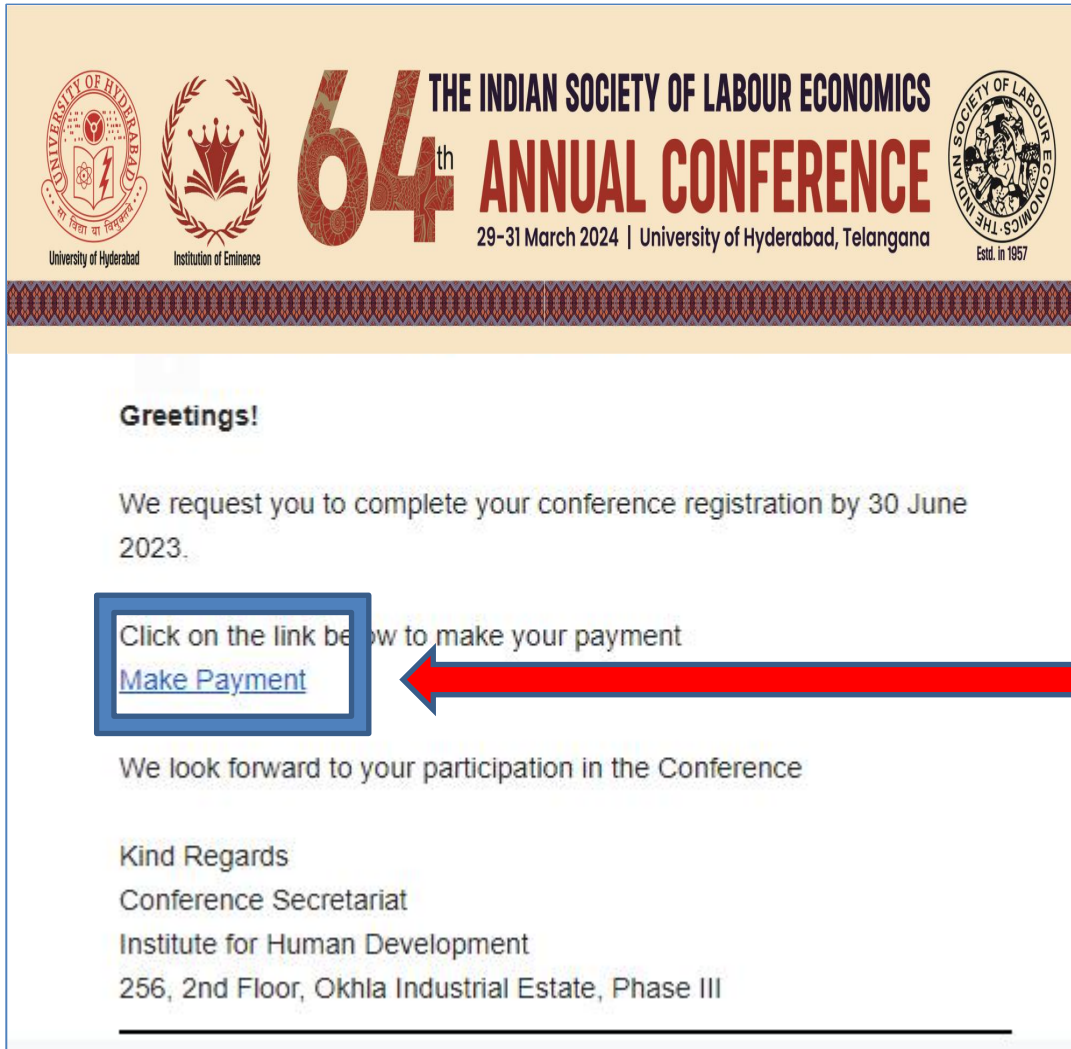 UNIVERSITY OF HYDERABAD
सा विद्या या विमुक्तये
University of Hyderabad
Institution of Eminence
64th
THE INDIAN SOCIETY OF LABOUR ECONOMICS
ANNUAL CONFERENCE
29-31 March 2024 | University of Hyderabad, Telangana
THE INDIAN SOCIETY OF LABOUR ECONOMICS
Estd. in 1957
Greetings!
We request you to complete your conference registration by 30 June
2023.
Click on the link below to make your payment
Make Payment
We look forward to your participation in the Conference
Kind Regards
Conference Secretariat
Institute for Human Development
256, 2nd Floor, Okhla Industrial Estate, Phase III